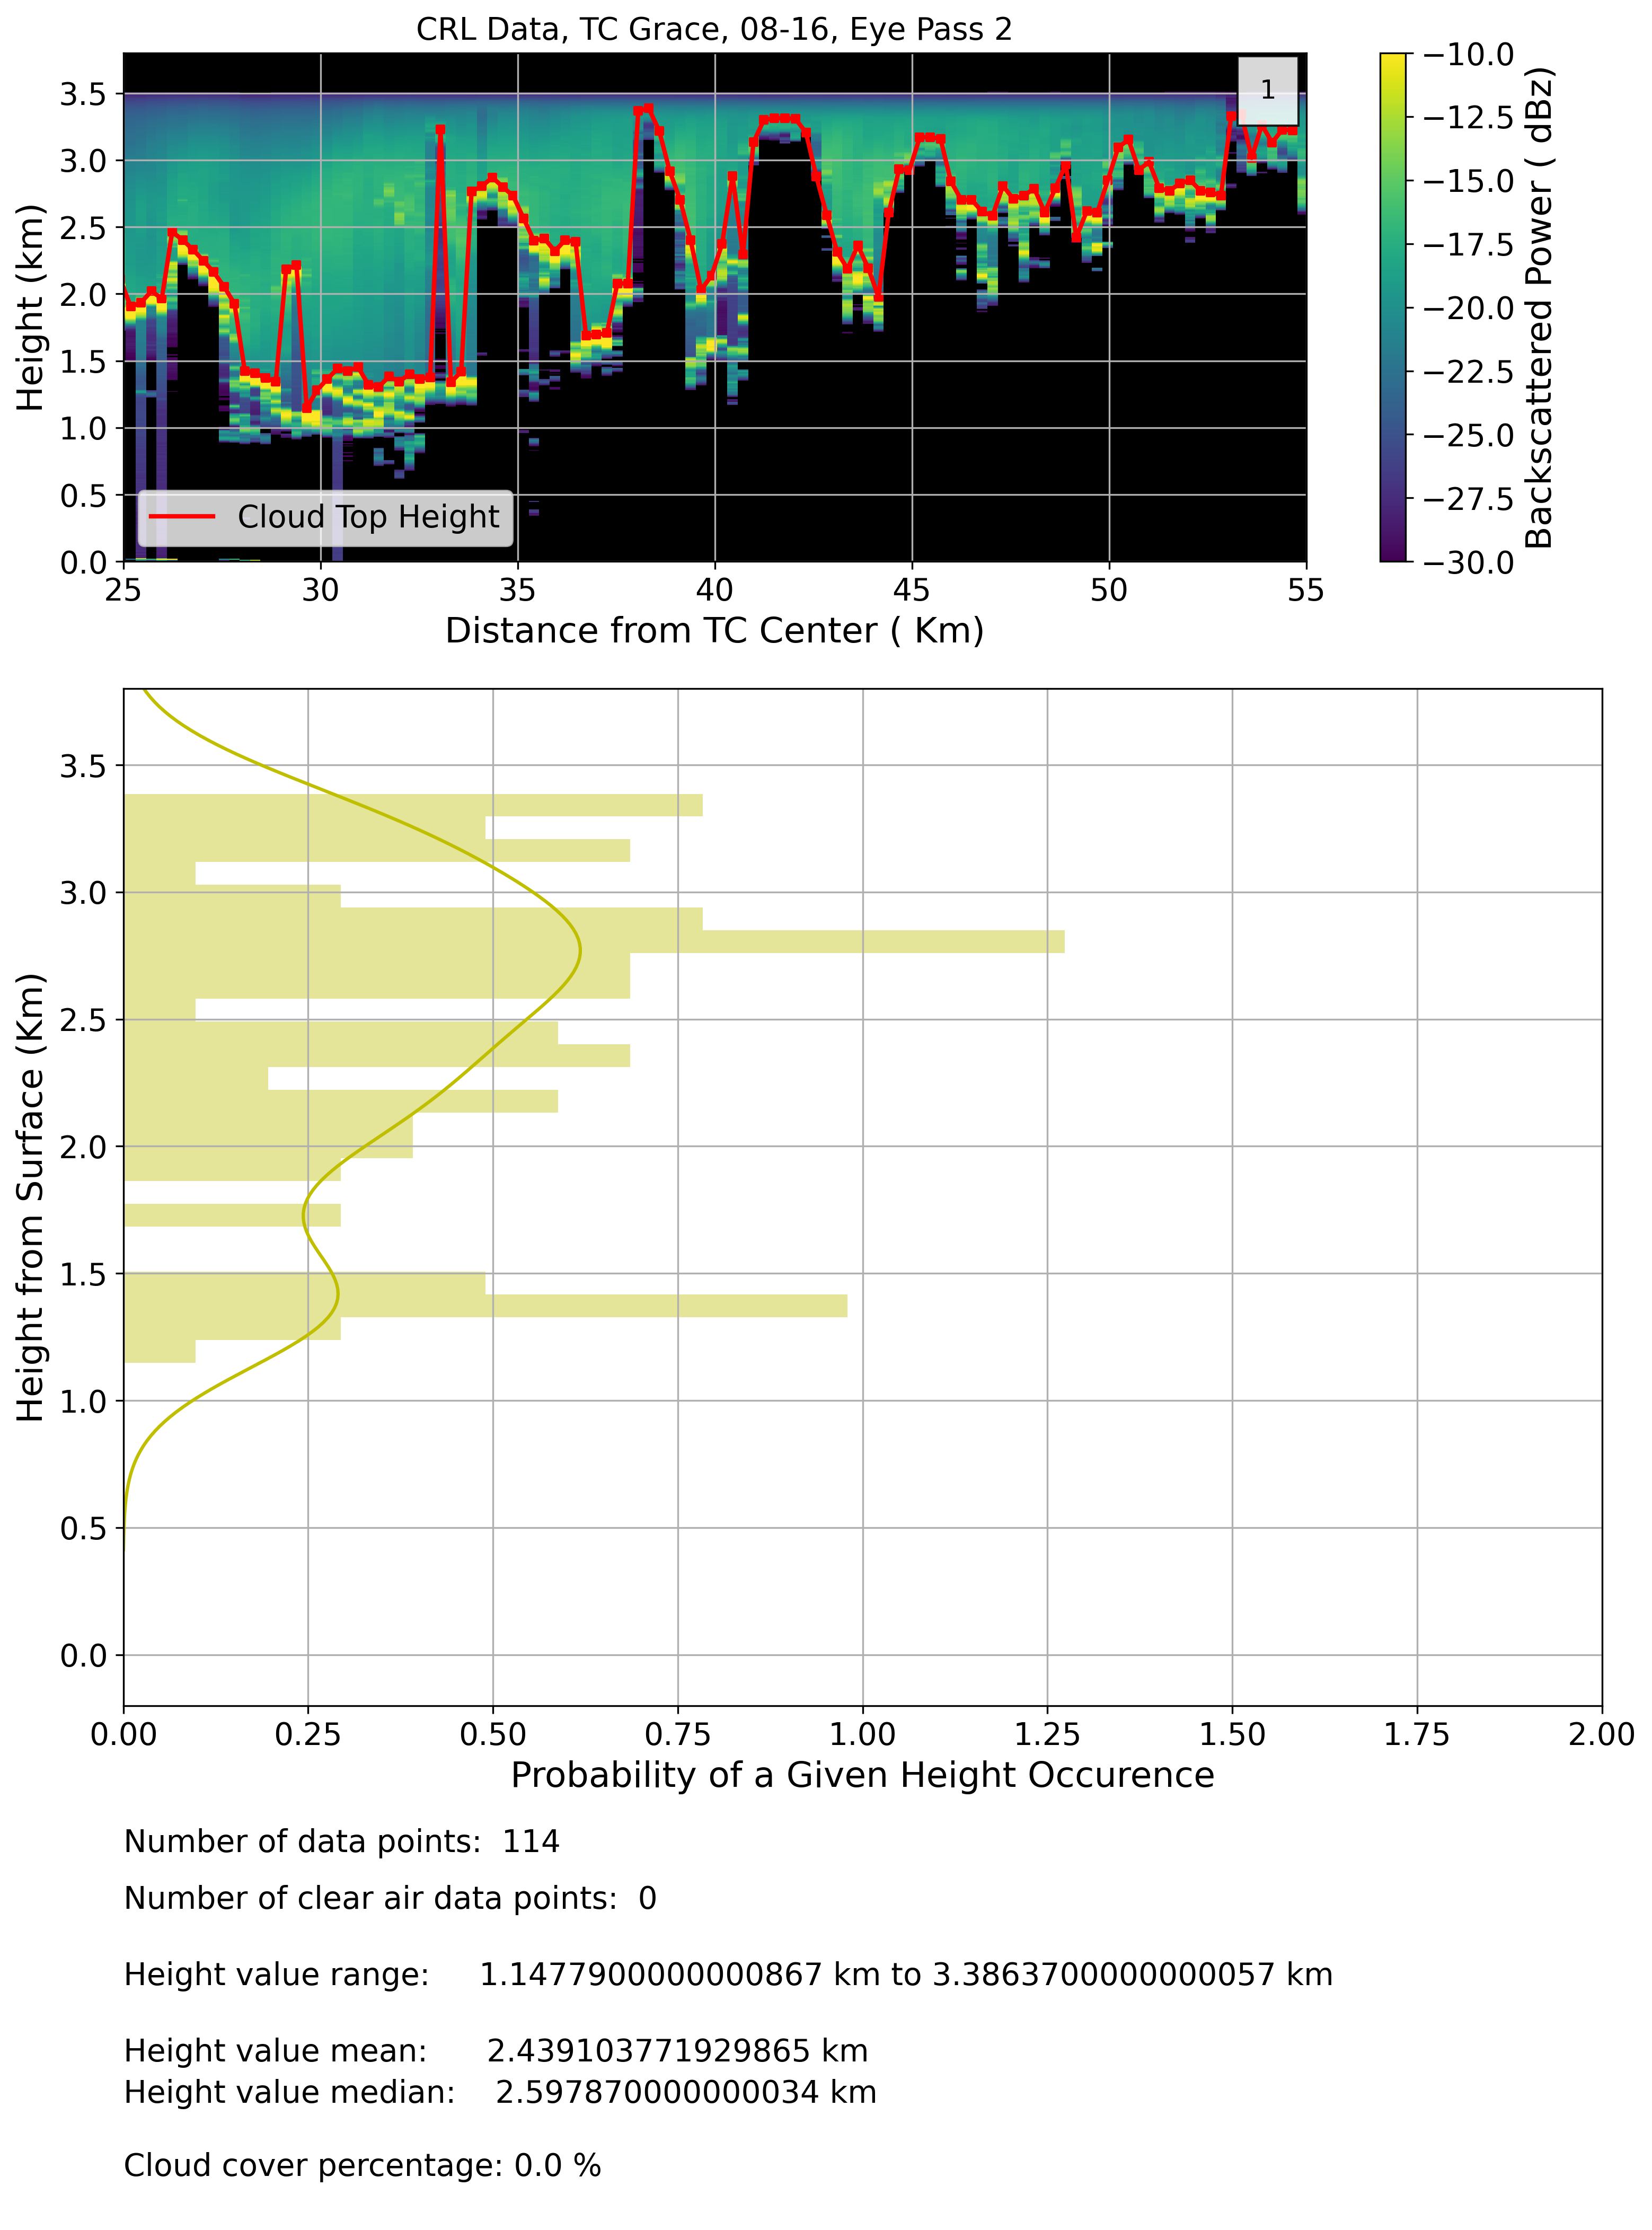 CRL Data, TC Grace, 08-16, Eye Pass 2
1
3.5
3.0
2.5
2.0
1.5
1.0
0.5
0.0
Height (km)
Cloud Top Height
25 30 35 40 45 50 55
Distance from TC Center ( Km)
−10.0
−12.5
−15.0
−17.5
−20.0
−22.5
−25.0
−27.5
−30.0
Backscattered Power ( dBz)
3.5
3.0
2.5
2.0
1.5
1.0
0.5
0.0
Height from Surface (Km)
0.00 0.25 0.50 0.75 1.00 1.25 1.50 1.75 2.00
Probability of a Given Height Occurence
Number of data points: 114
Number of clear air data points: 0
Height value range: 1.1477900000000867 km to 3.3863700000000057 km
Height value mean: 2.439103771929865 km
Height value median: 2.597870000000034 km
Cloud cover percentage: 0.0 %